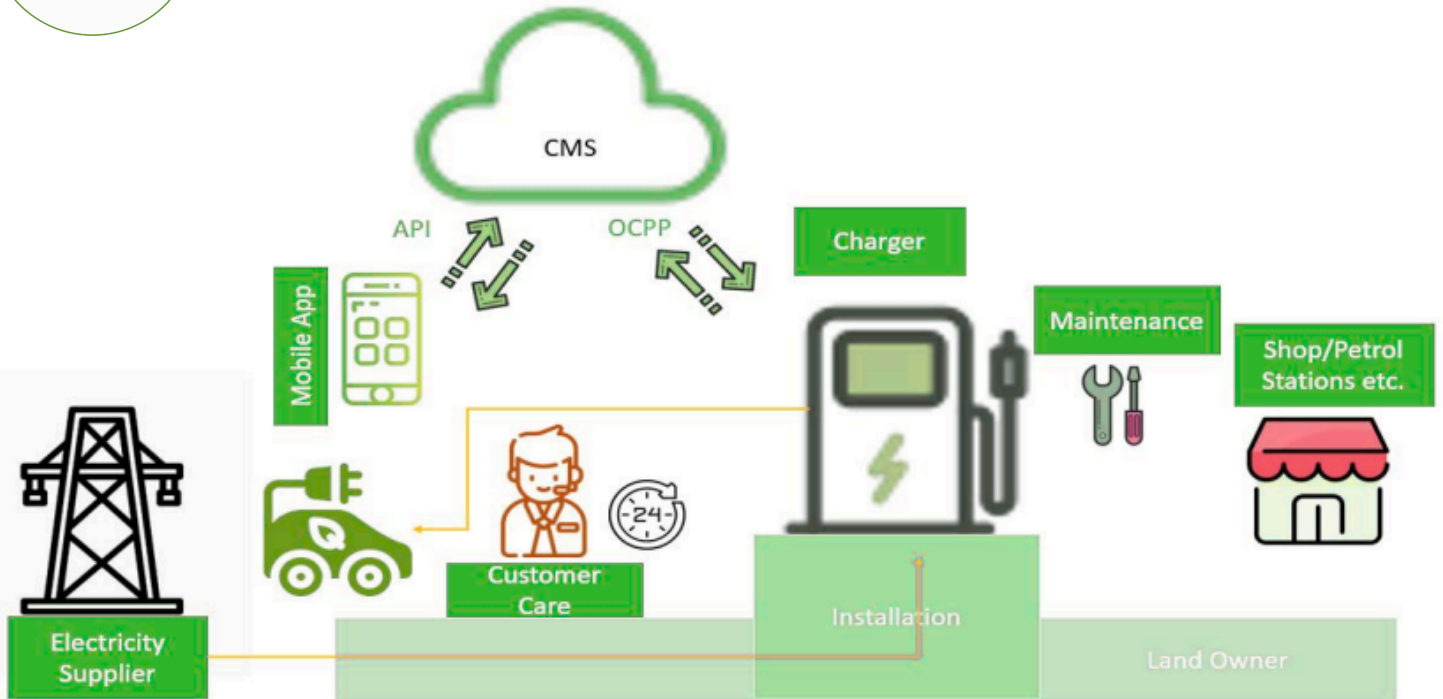 CMS
API
OCPP
Charger
Mobile App
Maintenance
Shop/Petrol
Stations etc.
-24-
Customer
Care
Installation
Electricity
Supplier
Land Owner